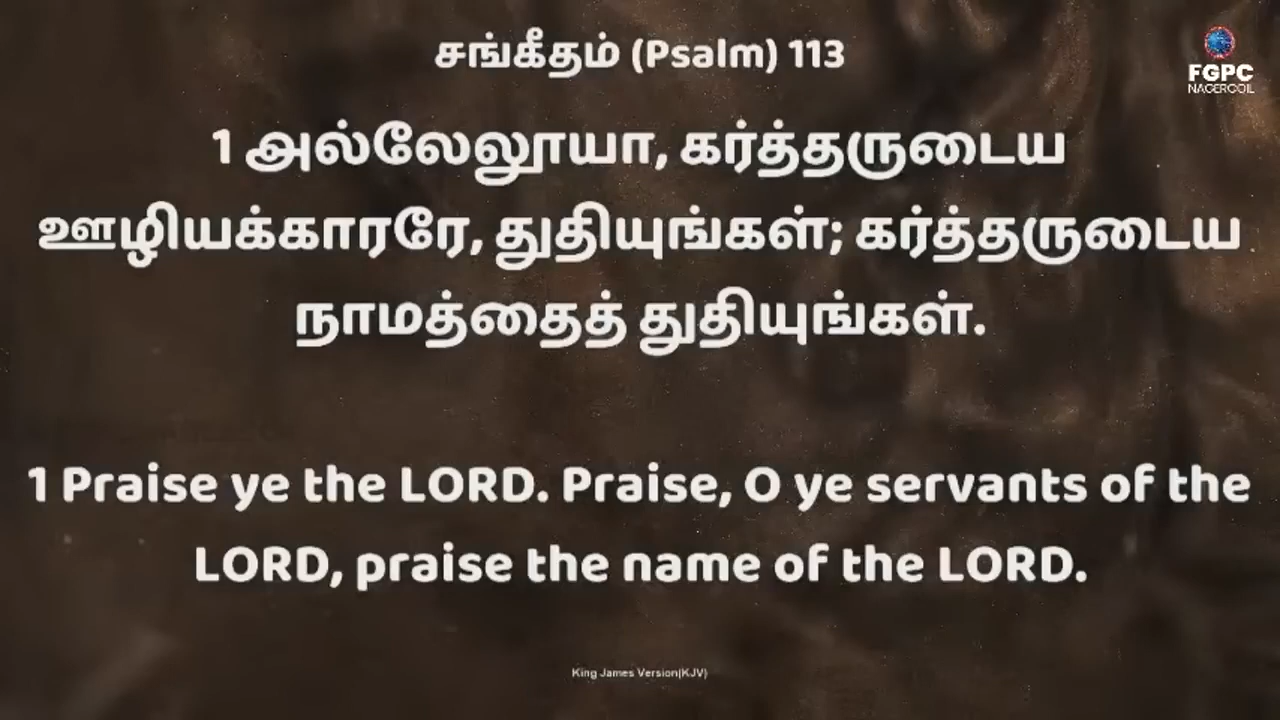 சங்கீதம் (Psalm) 113
FGPC
NAGERCOIL
1 அல்லேலூயா, கர்த்தருடைய
ஊழியக்காரரே, துதியுங்கள்; கர்த்தருடைய
நாமத்தைத் துதியுங்கள்.
1 Praise ye the LORD. Praise, O ye servants of the
LORD, praise the name of the LORD.
King James Version(KJV)